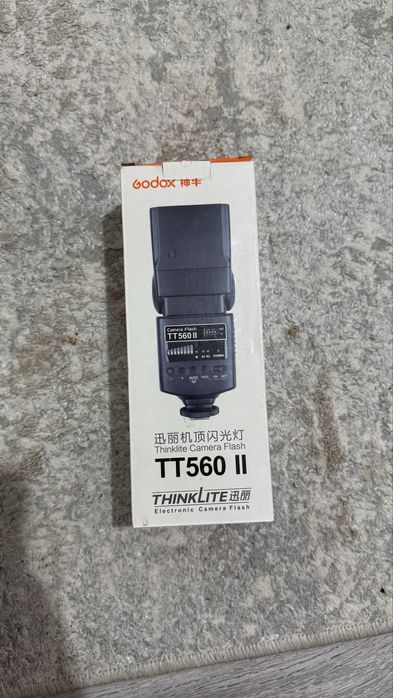 Godox 神牛
Camera Flash
TT560 II
迅丽机顶闪光灯
Thinklite Camera Flash
TT560 II
THINKLITE 迅丽
Electronic Camera Flash